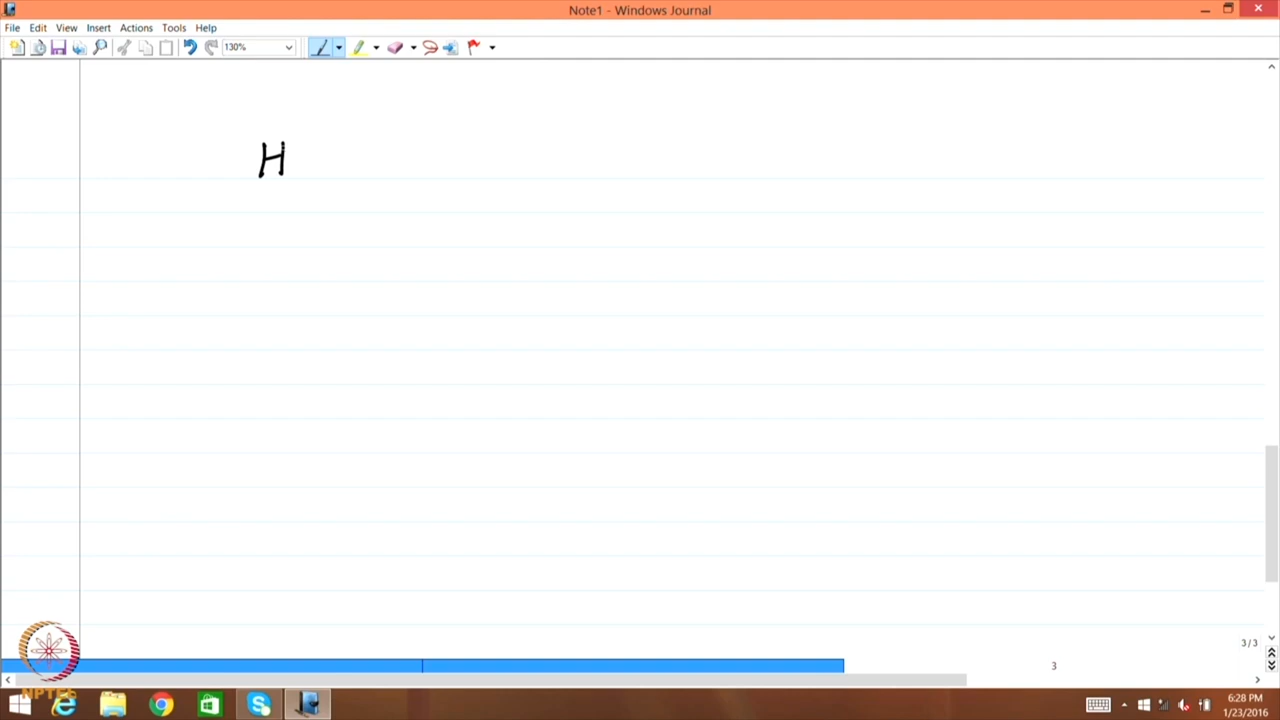 Note1 - Windows Journal
File Edit View Insert Actions Tools Help
130%
H
3 / 3
3
NPTEL
6:28 PM
1/23/2016